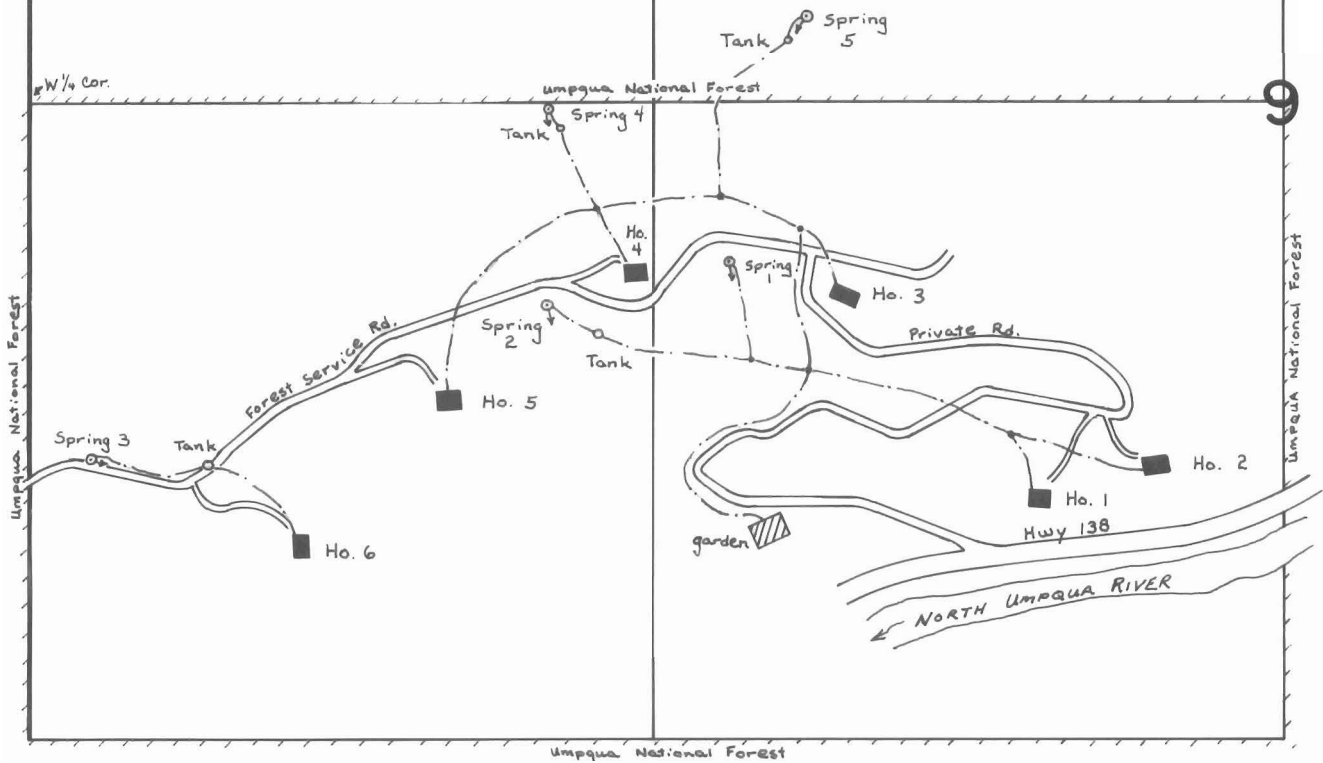 Spring
5
Tank
W 1/4 Cor.
Umpqua National Forest
9
Spring 4
Tank
Ho.
4
Spring
1
Ho. 3
Umpqua National Forest
Umpqua National Forest
Spring
2
Tank
Private Rd.
Forest Service Rd.
Ho. 5
Spring 3
Tank
Ho. 2
Ho. 1
garden
Hwy 138
Ho. 6
NORTH UMPQUA RIVER
Umpqua National Forest